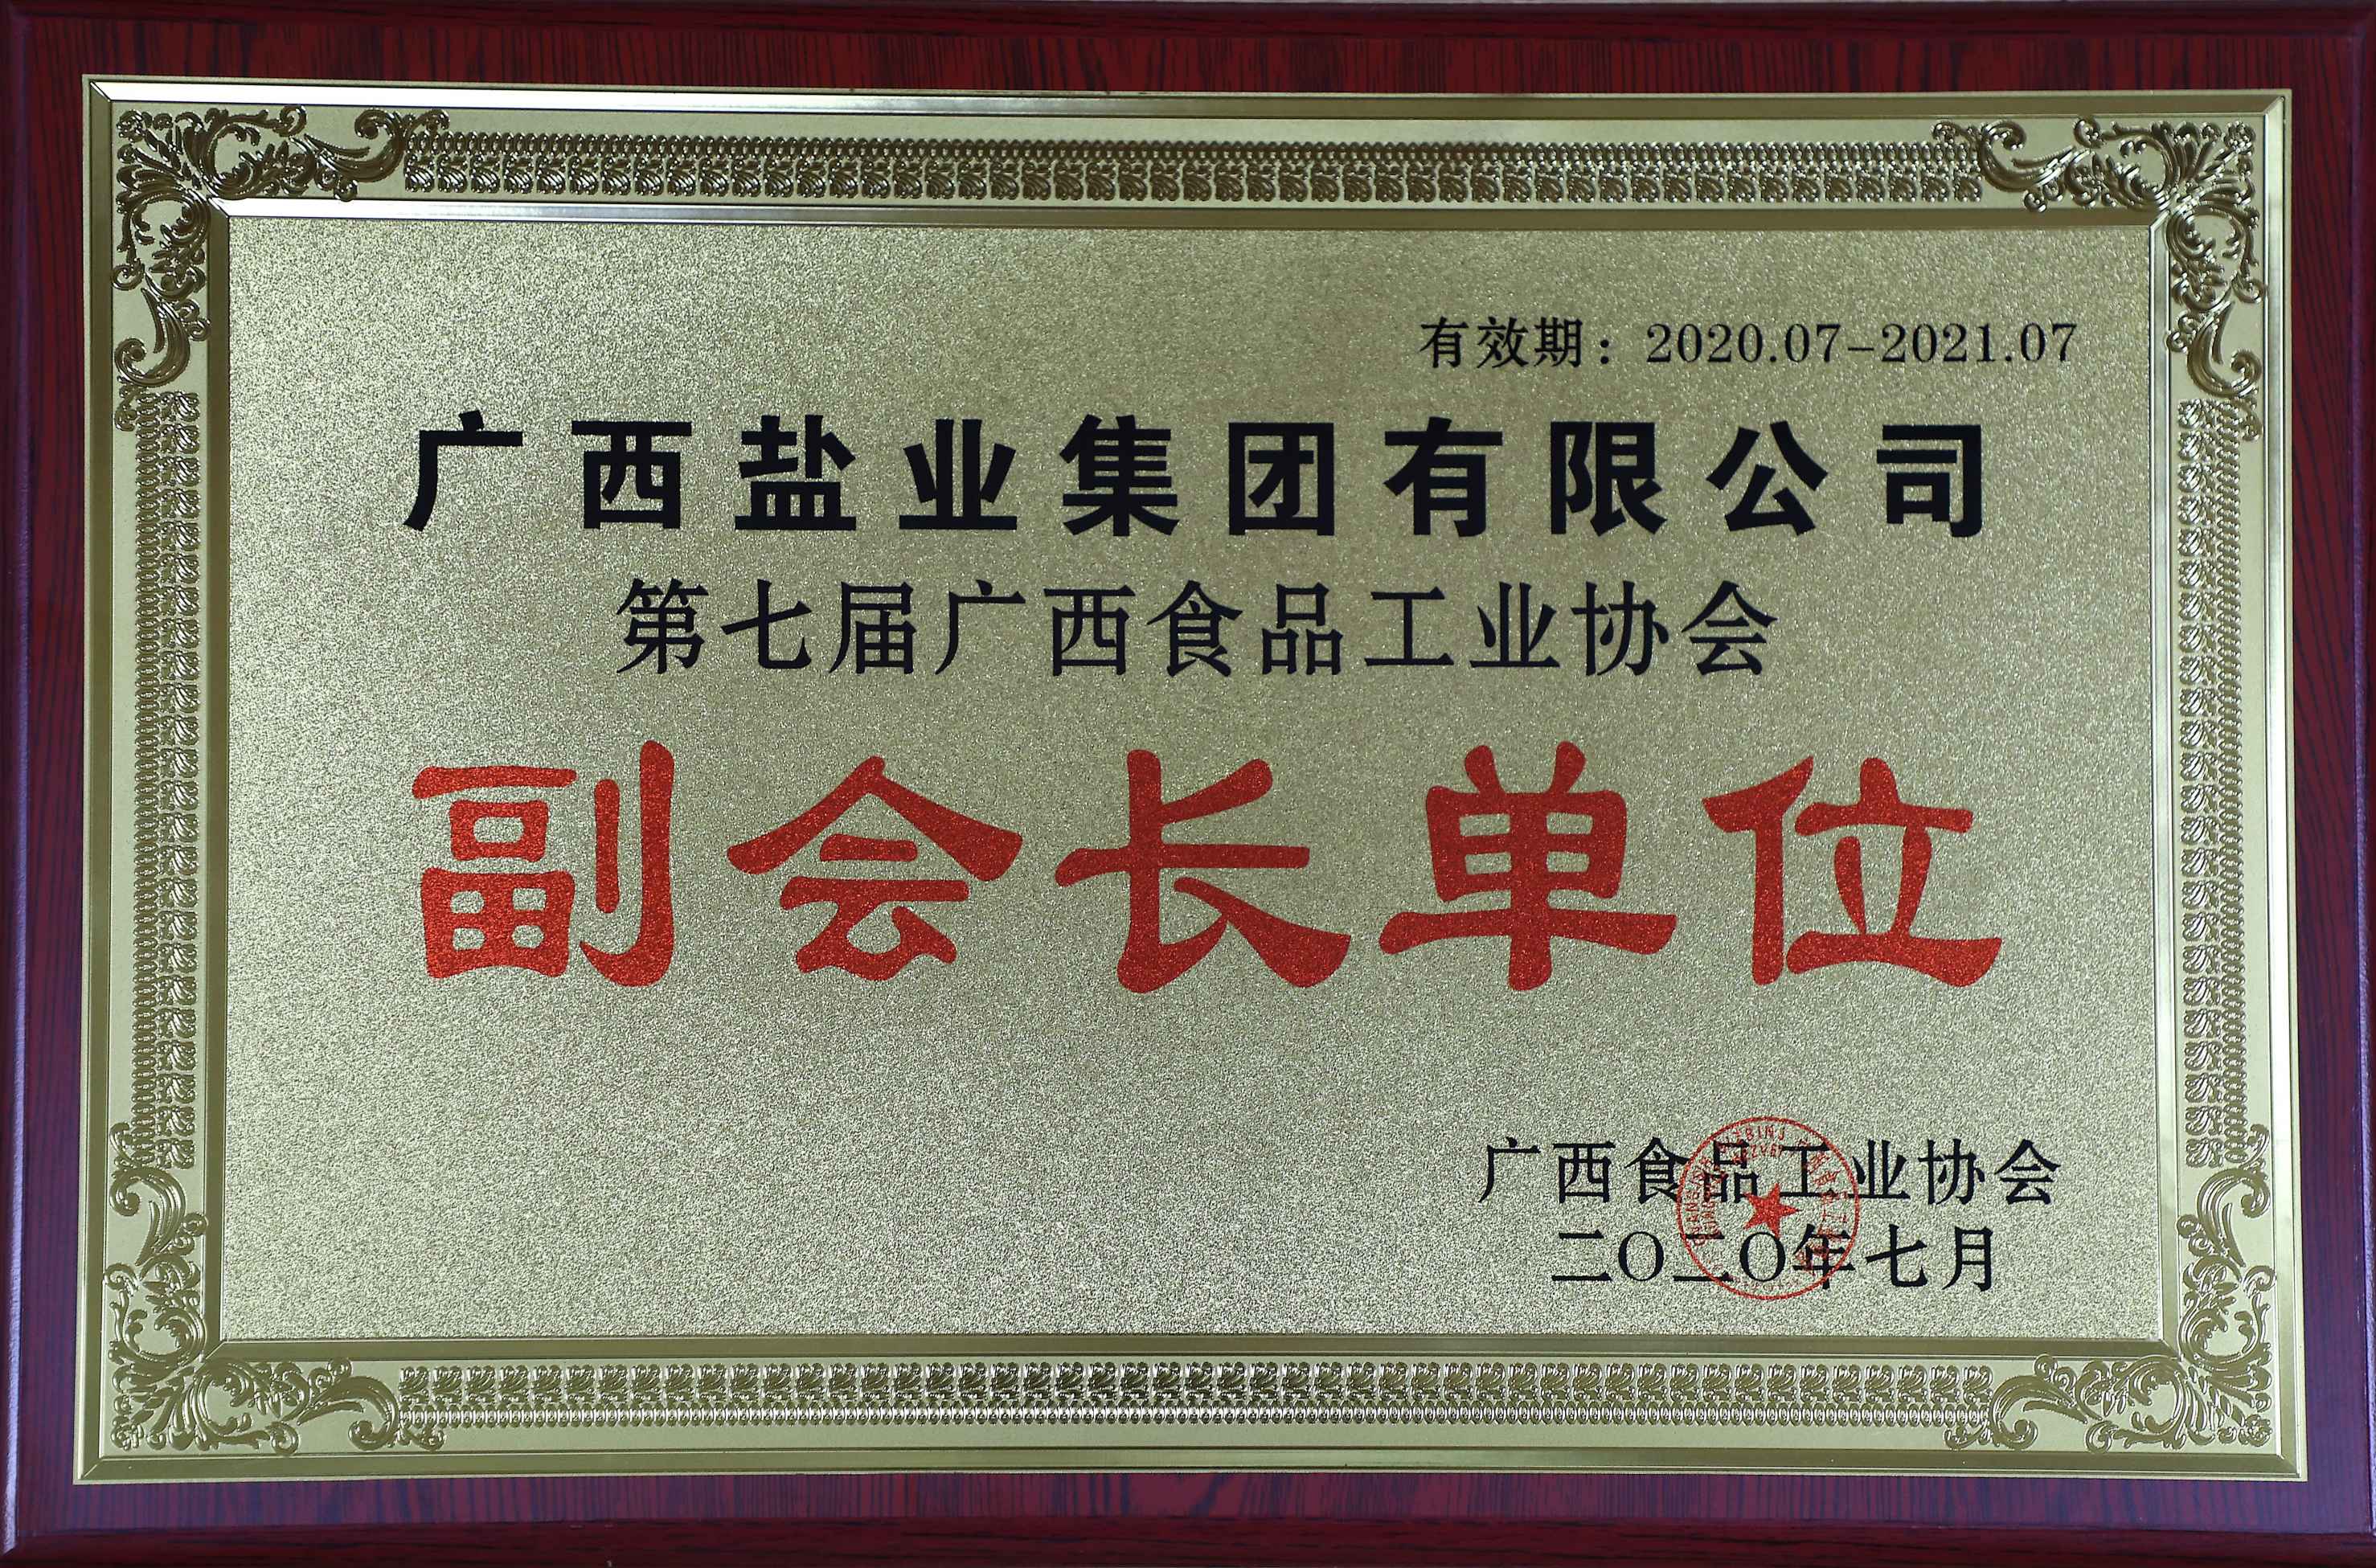 有效期：2020.07-2021.07
广西盐业集团有限公司
第七届广西食品工业协会
副会长单位
广西食品工业协会
二〇二〇年七月